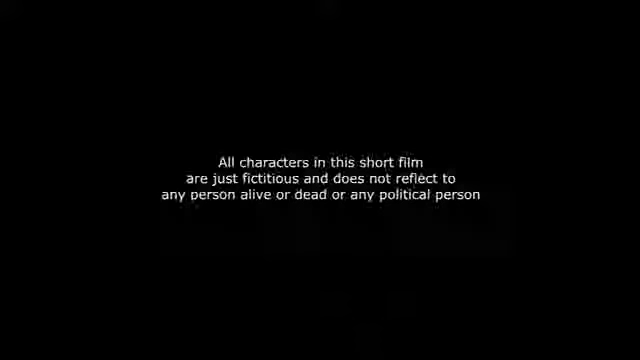 All characters in this short film
are just fictitious and does not reflect to
any person alive or dead or any political person